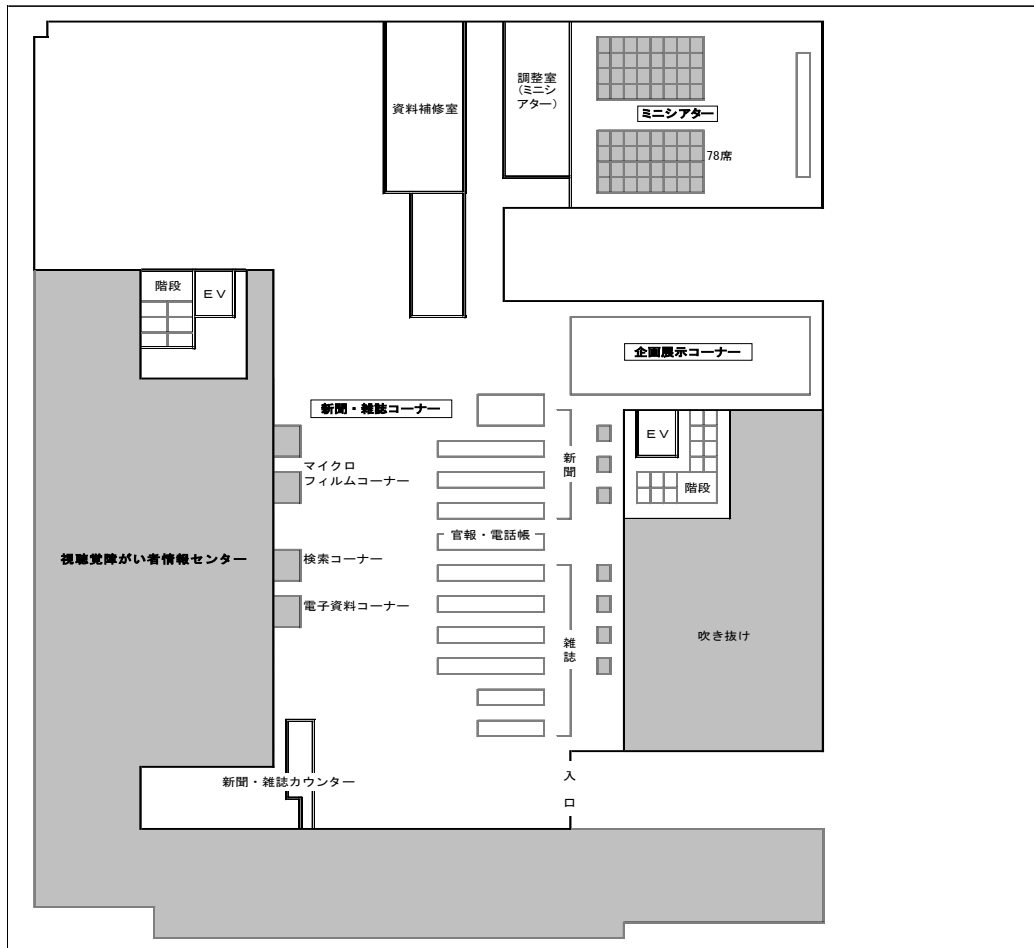 調整室
(ミニシ
アター)
資料補修室
ミニシアター
78席
階段
EV
企画展示コーナー
新聞・雑誌コーナー
EV
階段
新聞
マイクロ
フィルムコーナー
官報・電話帳
視聴覚障がい者情報センター
検索コーナー
電子資料コーナー
雑誌
吹き抜け
新聞・雑誌カウンター
入口